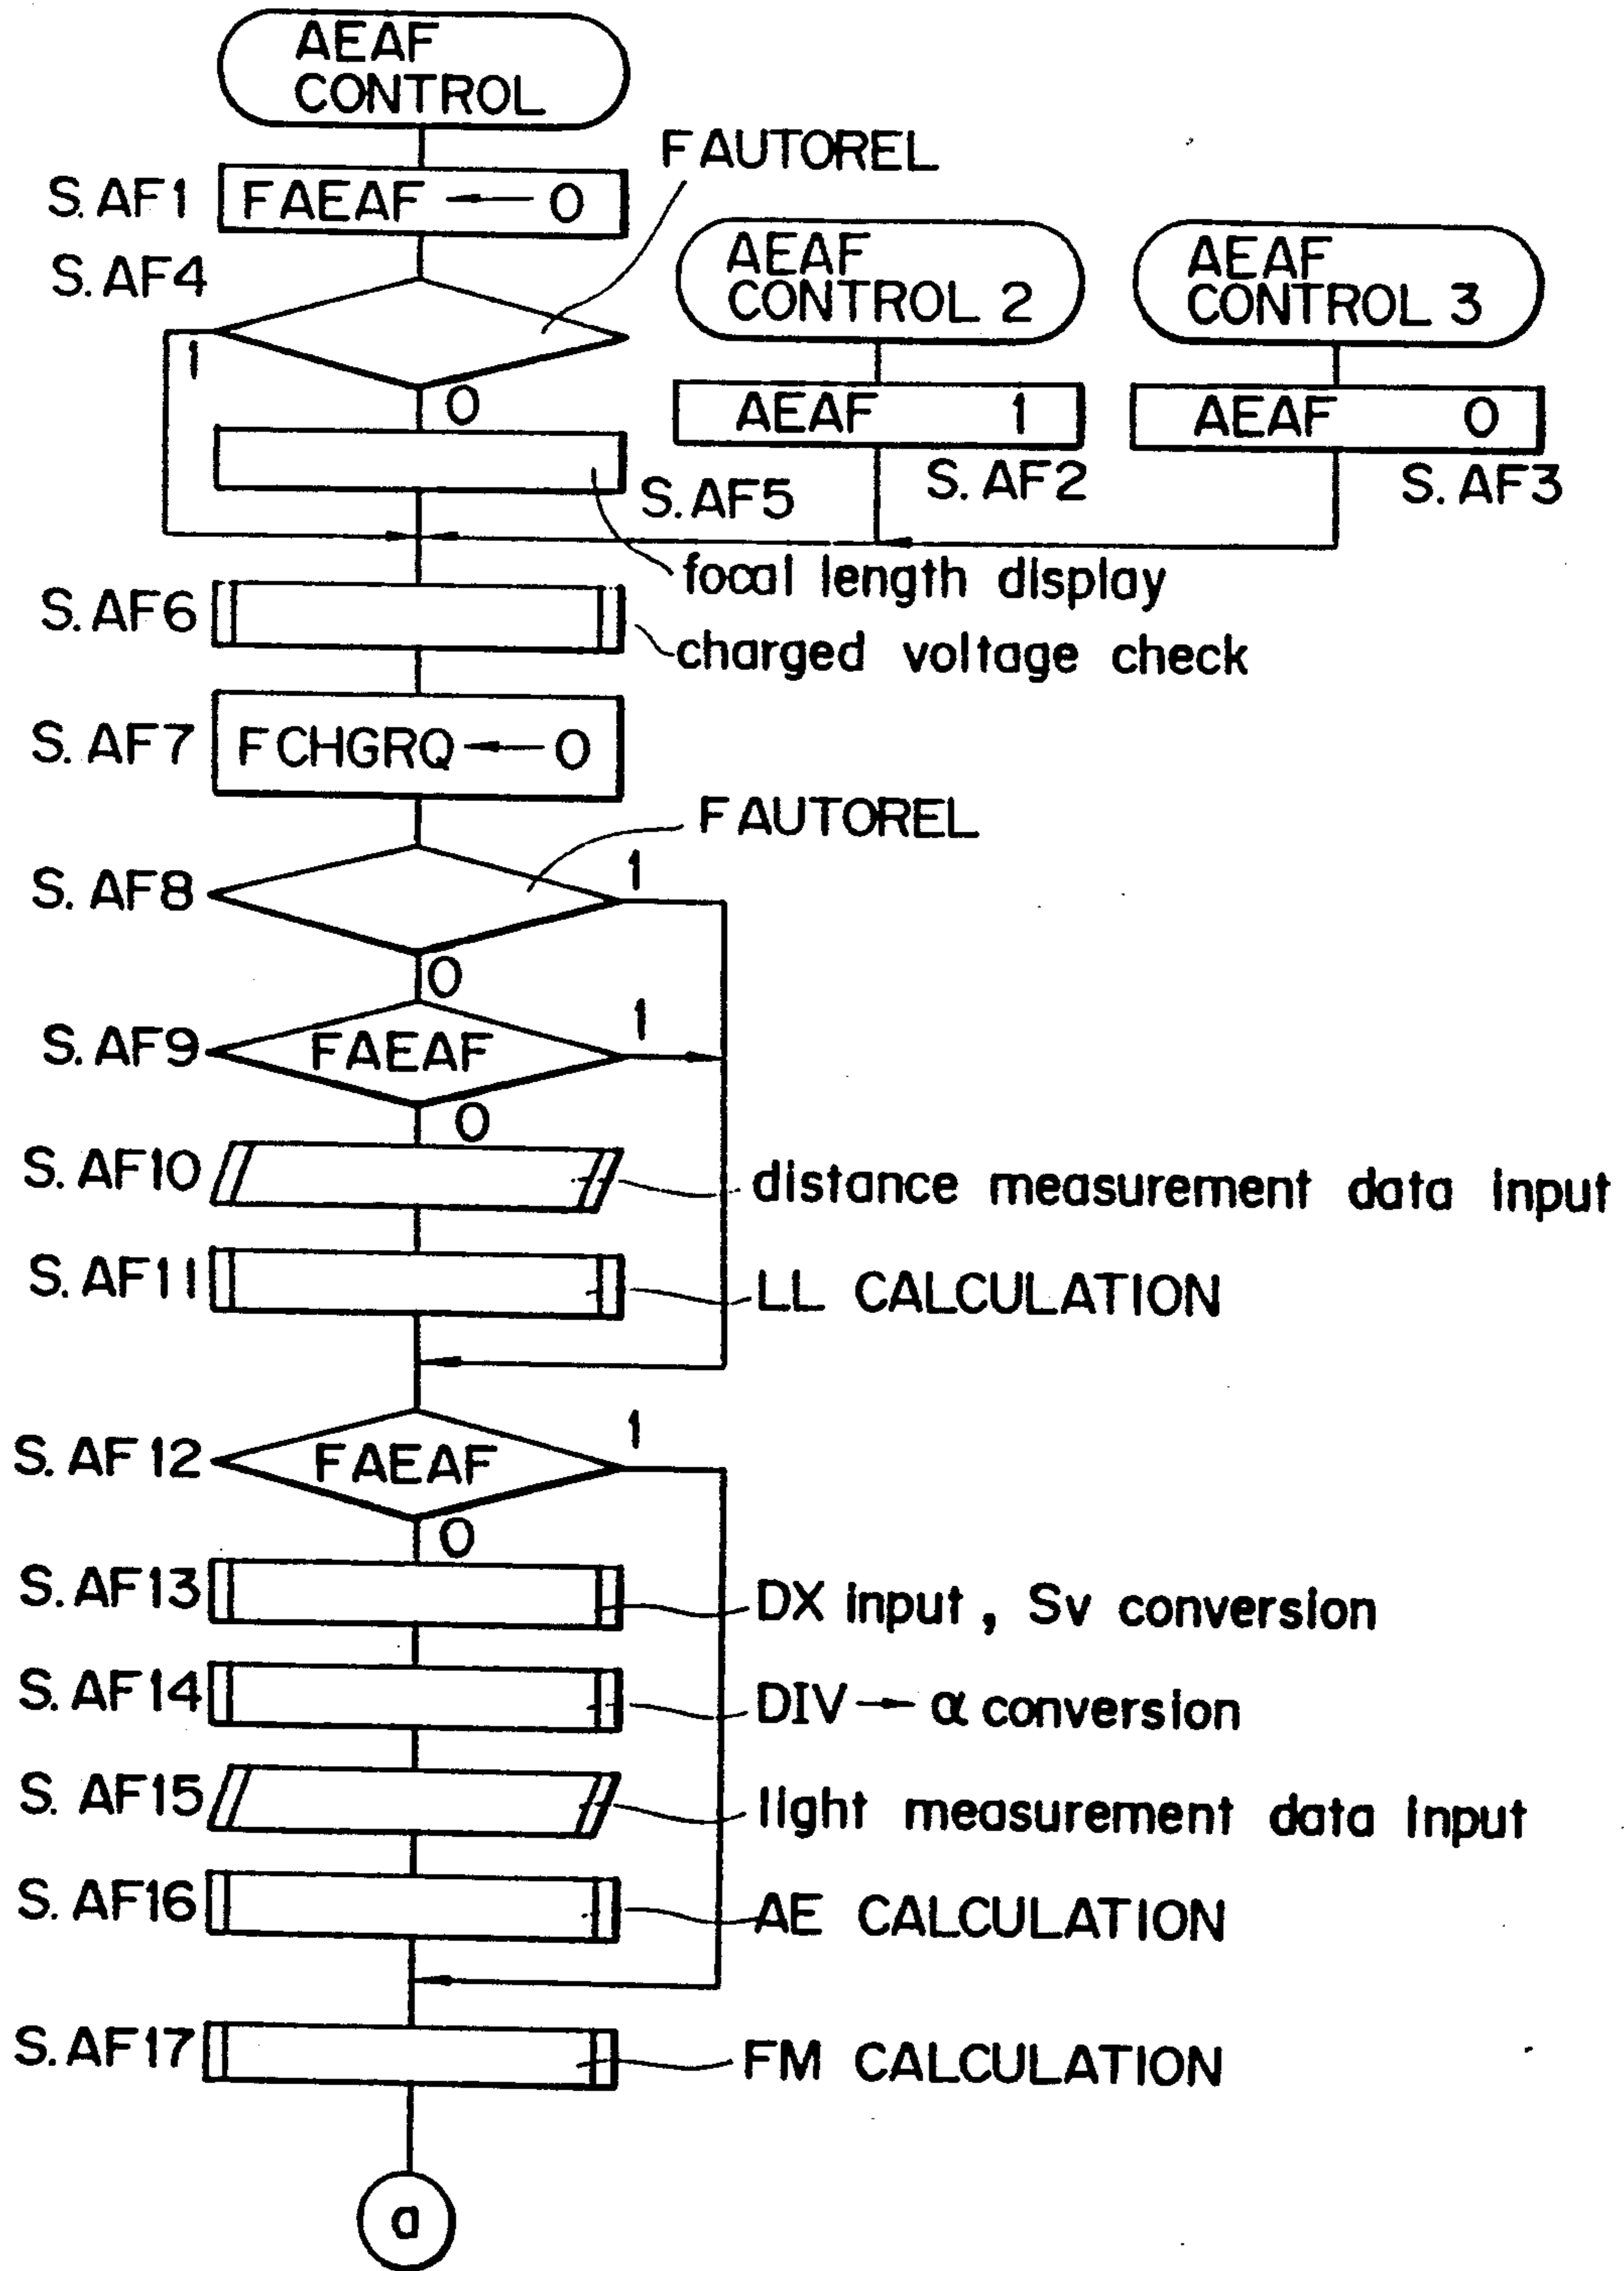 AEAF
CONTROL
F AUTOREL
S. AF1
FAEAF ← 0
S. AF4
1
0
AEAF
CONTROL 2
AEAF
CONTROL 3
AEAF 1
AEAF 0
S. AF2
S. AF3
S. AF5
focal length display
S. AF6
charged voltage check
S. AF7
FCHGRQ ← 0
F AUTOREL
S. AF8
1
0
S. AF9
FAEAF
1
0
S. AF10
distance measurement data input
S. AF11
LL CALCULATION
S. AF12
FAEAF
1
0
S. AF13
DX input, Sv conversion
S. AF14
DIV → α conversion
S. AF15
light measurement data input
S. AF16
AE CALCULATION
S. AF17
FM CALCULATION
a